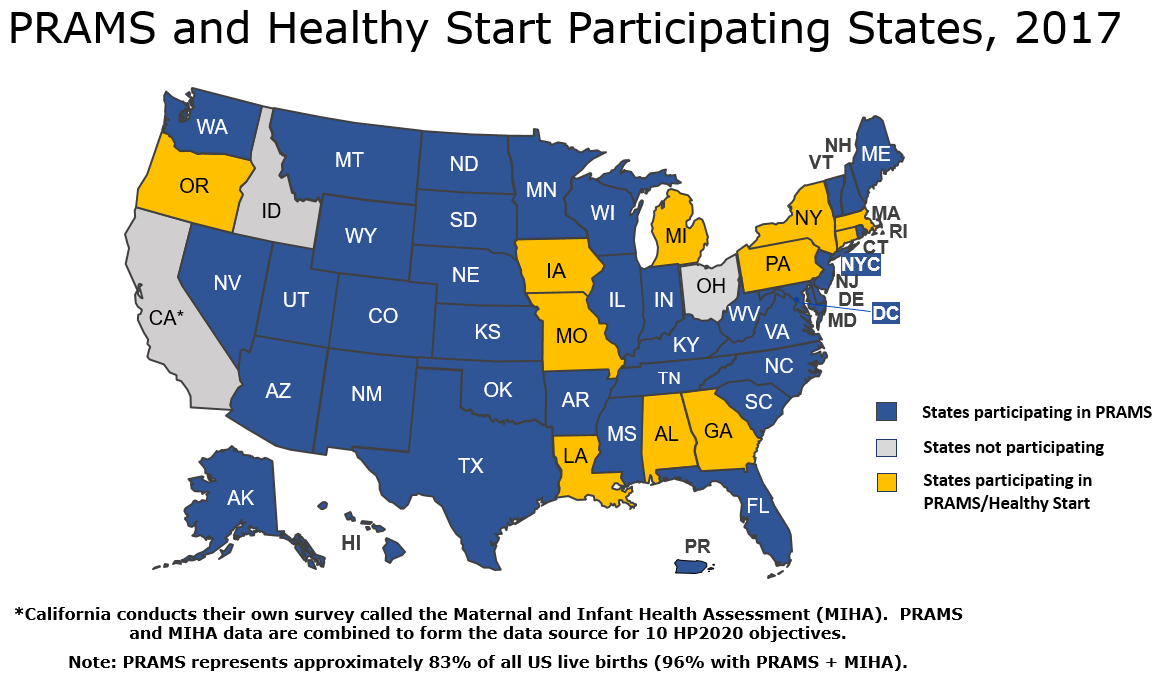 PRAMS and Healthy Start Participating States, 2017
WA
MT
ND
MN
OR
ID
SD
WI
WY
MI
NY
VT
NH
ME
MA
RI
CT
NYC
NJ
DE
MD
DC
PA
OH
IA
NE
NV
UT
CO
CA*
IL
IN
WV
VA
KS
MO
KY
NC
TN
SC
AZ
NM
OK
AR
MS
AL
GA
LA
TX
FL
AK
HI
PR
States participating in PRAMS
States not participating
States participating in
PRAMS/Healthy Start
*California conducts their own survey called the Maternal and Infant Health Assessment (MIHA).  PRAMS
and MIHA data are combined to form the data source for 10 HP2020 objectives.
Note: PRAMS represents approximately 83% of all US live births (96% with PRAMS + MIHA).